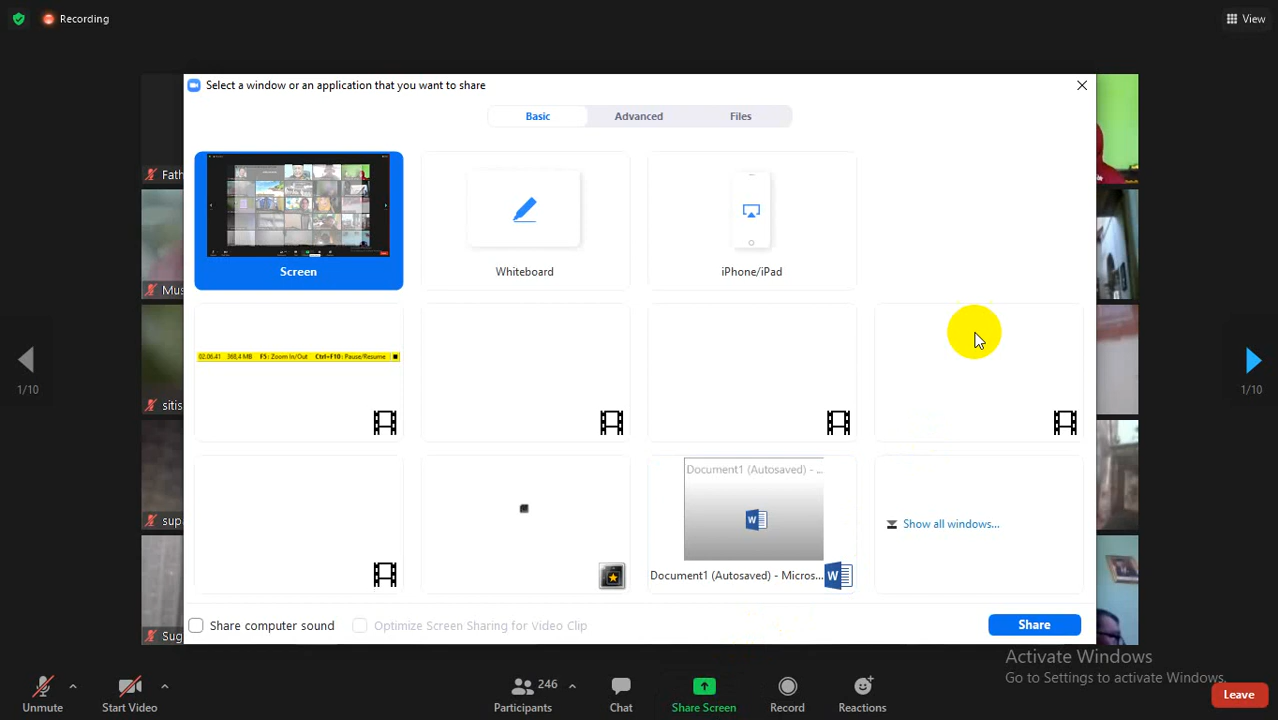 Recording
View
Select a window or an application that you want to share
Basic
Advanced
Files
Screen
Whiteboard
iPhone/iPad
Fath
Mus
sitis
supa
Sug
1/10
1/10
02.06.41 368,4 MB F5: Zoom In/Out Ctrl+F10: Pause/Resume
Document1 (Autosaved) - ...
W
Document1 (Autosaved) - Micros...
W
Show all windows...
Share computer sound
Optimize Screen Sharing for Video Clip
Share
Activate Windows
Go to Settings to activate Windows.
Unmute
Start Video
246
Participants
Chat
Share Screen
Record
Reactions
Leave